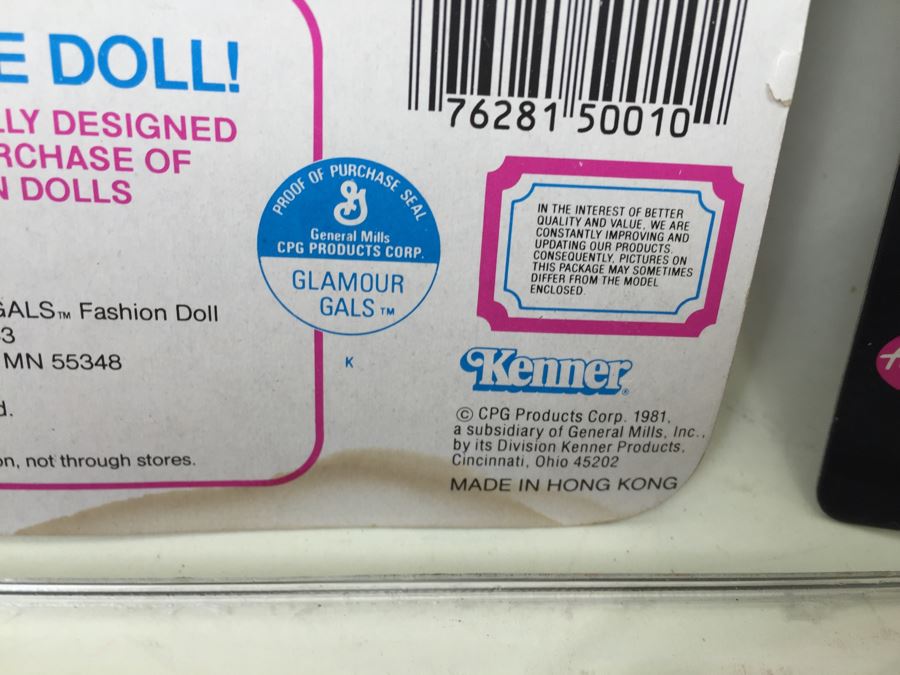 E DOLL!
LLY DESIGNED
RCHASE OF
N DOLLS
GALS™ Fashion Doll
3
MN 55348
d.
on, not through stores.
PROOF OF PURCHASE SEAL
G
General Mills
CPG PRODUCTS CORP.
GLAMOUR
GALS™
K
76281 50010
IN THE INTEREST OF BETTER
QUALITY AND VALUE, WE ARE
CONSTANTLY IMPROVING AND
UPDATING OUR PRODUCTS.
CONSEQUENTLY, PICTURES ON
THIS PACKAGE MAY SOMETIMES
DIFFER FROM THE MODEL
ENCLOSED.
Kenner®
© CPG Products Corp. 1981,
a subsidiary of General Mills, Inc.,
by its Division Kenner Products,
Cincinnati, Ohio 45202
MADE IN HONG KONG